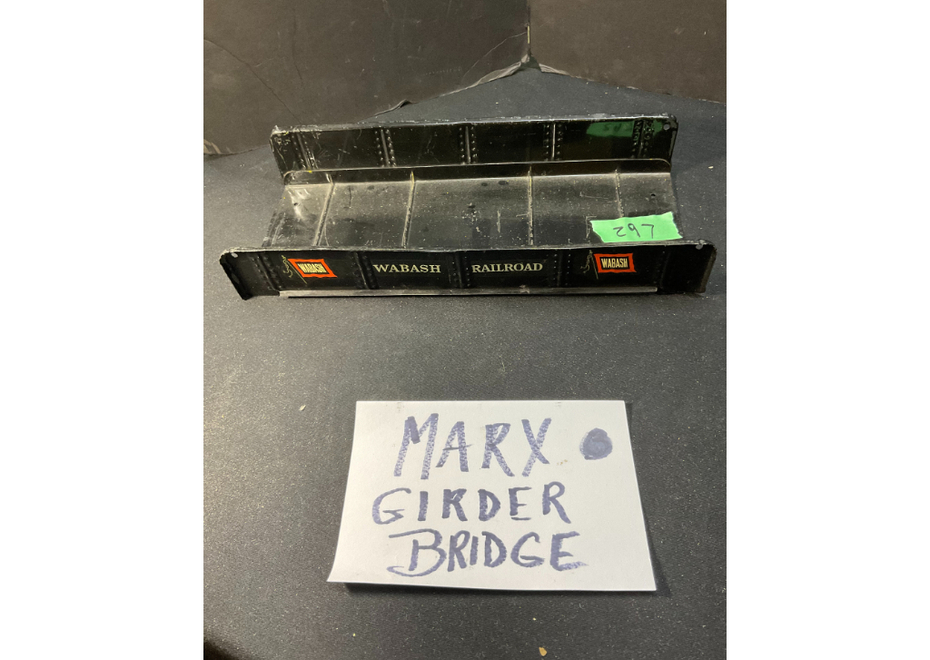 297
WABASH WABASH RAILROAD WABASH
MARX
GIRDER
BRIDGE